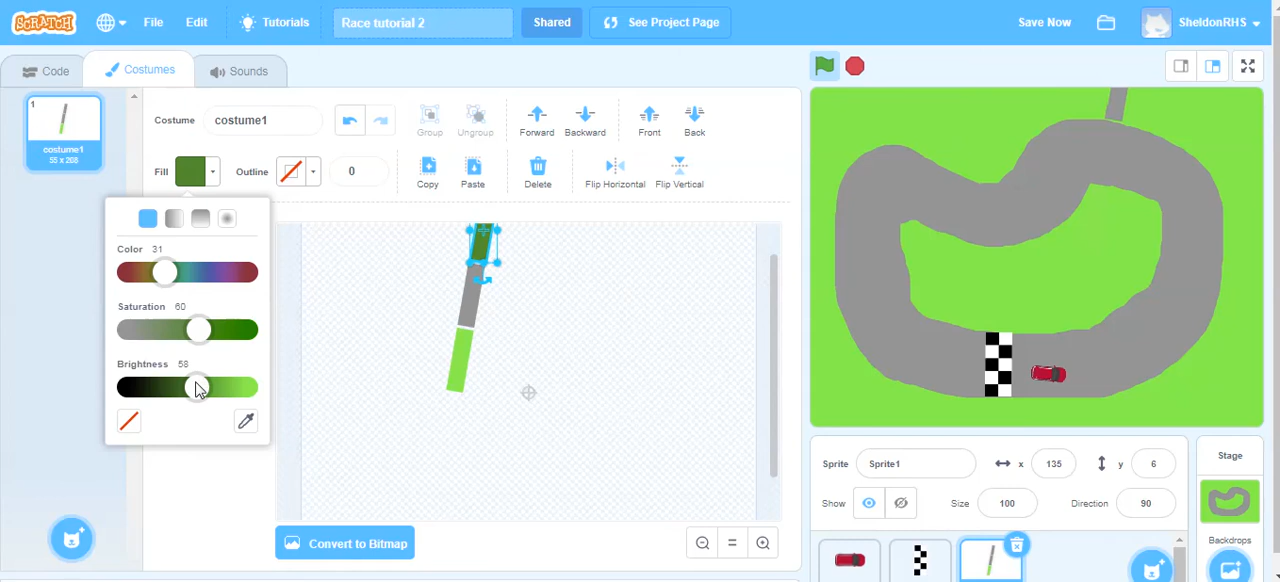 SCRATCH File Edit Tutorials Race tutorial 2 Shared See Project Page Save Now SheldonRHS
Code Costumes Sounds
1
costume1
55 x 208
Costume costume1 Group Ungroup Forward Backward Front Back
Fill Outline 0 Copy Paste Delete Flip Horizontal Flip Vertical
Color 31
Saturation 60
Brightness 58
Convert to Bitmap
Sprite Sprite1 x 135 y 6
Show Size 100 Direction 90
Stage
Backdrops